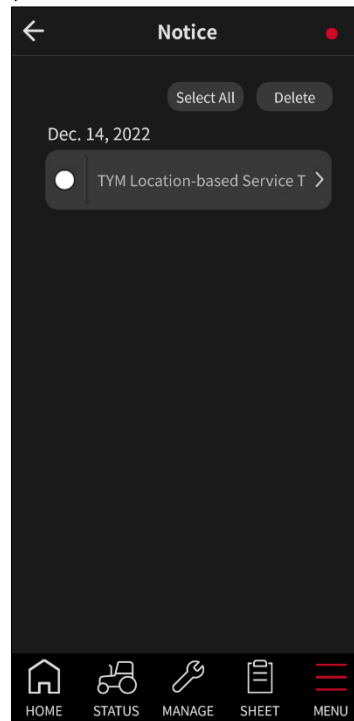 Notice
Select All Delete
Dec. 14, 2022
TYM Location-based Service T
HOME STATUS MANAGE SHEET MENU